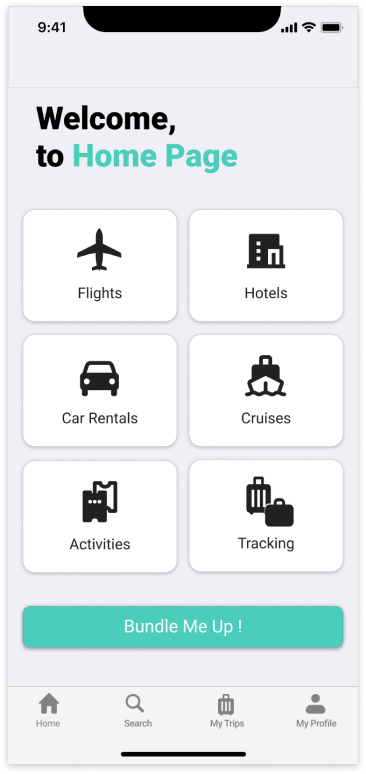 9:41
Welcome,
to Home Page
Flights
Hotels
Car Rentals
Cruises
Activities
Tracking
Bundle Me Up !
Home
Search
My Trips
My Profile